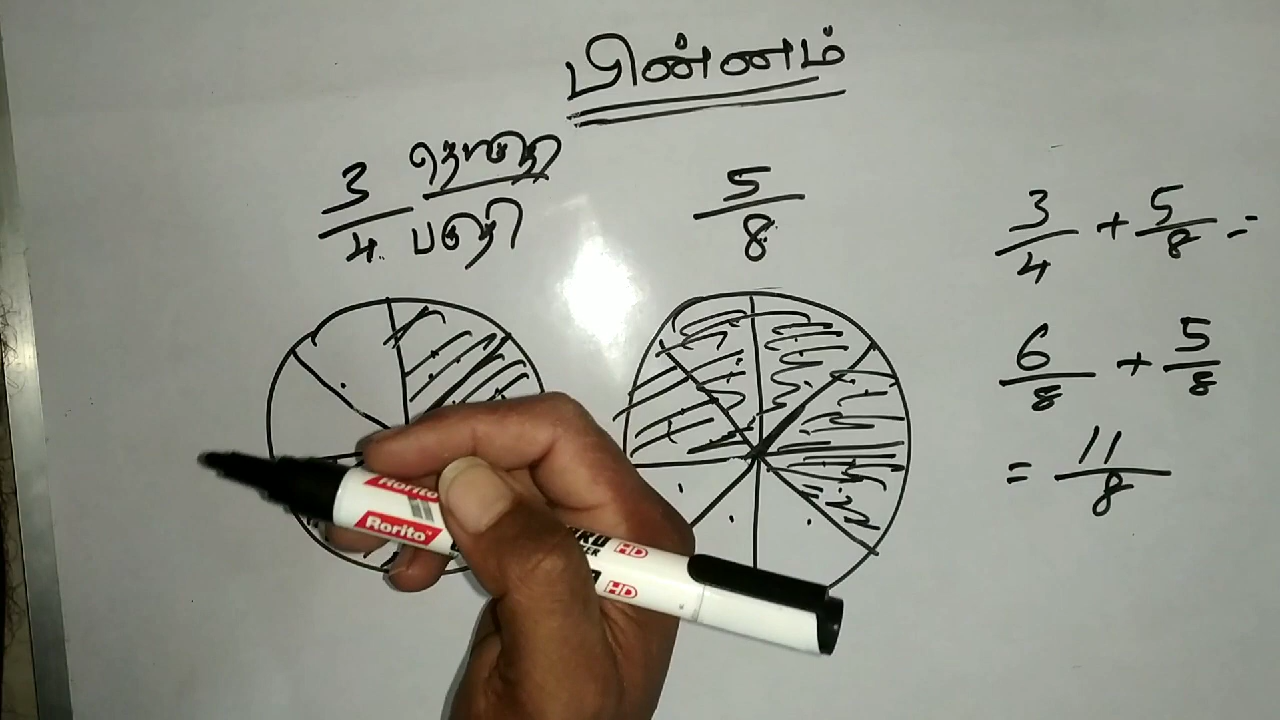 பின்னம்
3/4 தொகுதி/பகுதி
5/8
3/4 + 5/8 =
6/8 + 5/8
= 11/8
Rorito
Rorito
HD
HD